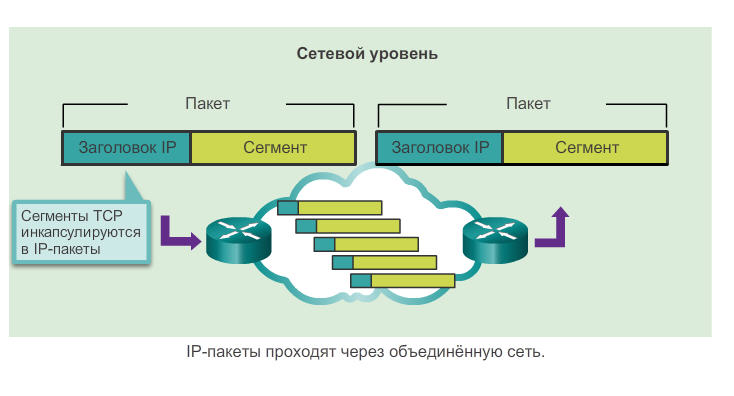 Сетевой уровень
Пакет
Пакет
Заголовок IP
Сегмент
Заголовок IP
Сегмент
Сегменты TCP
инкапсулируются
в IP-пакеты
IP-пакеты проходят через объединённую сеть.